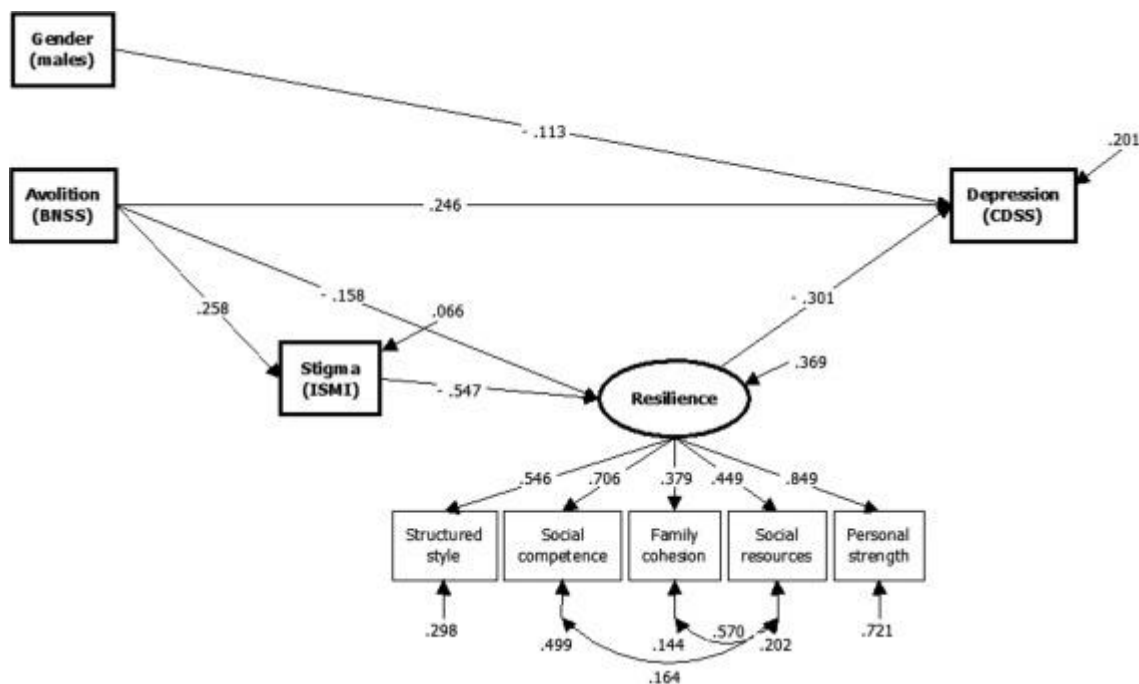 Gender
(males)
- .113
.201
Avolition
(BNSS)
.246
Depression
(CDSS)
.258
- .158
.066
- .301
Stigma
(ISMI)
- .547
Resilience
.369
.546
.706
.379
.449
.849
Structured
style
Social
competence
Family
cohesion
Social
resources
Personal
strength
.298
.499
.144
.570
.202
.721
.164